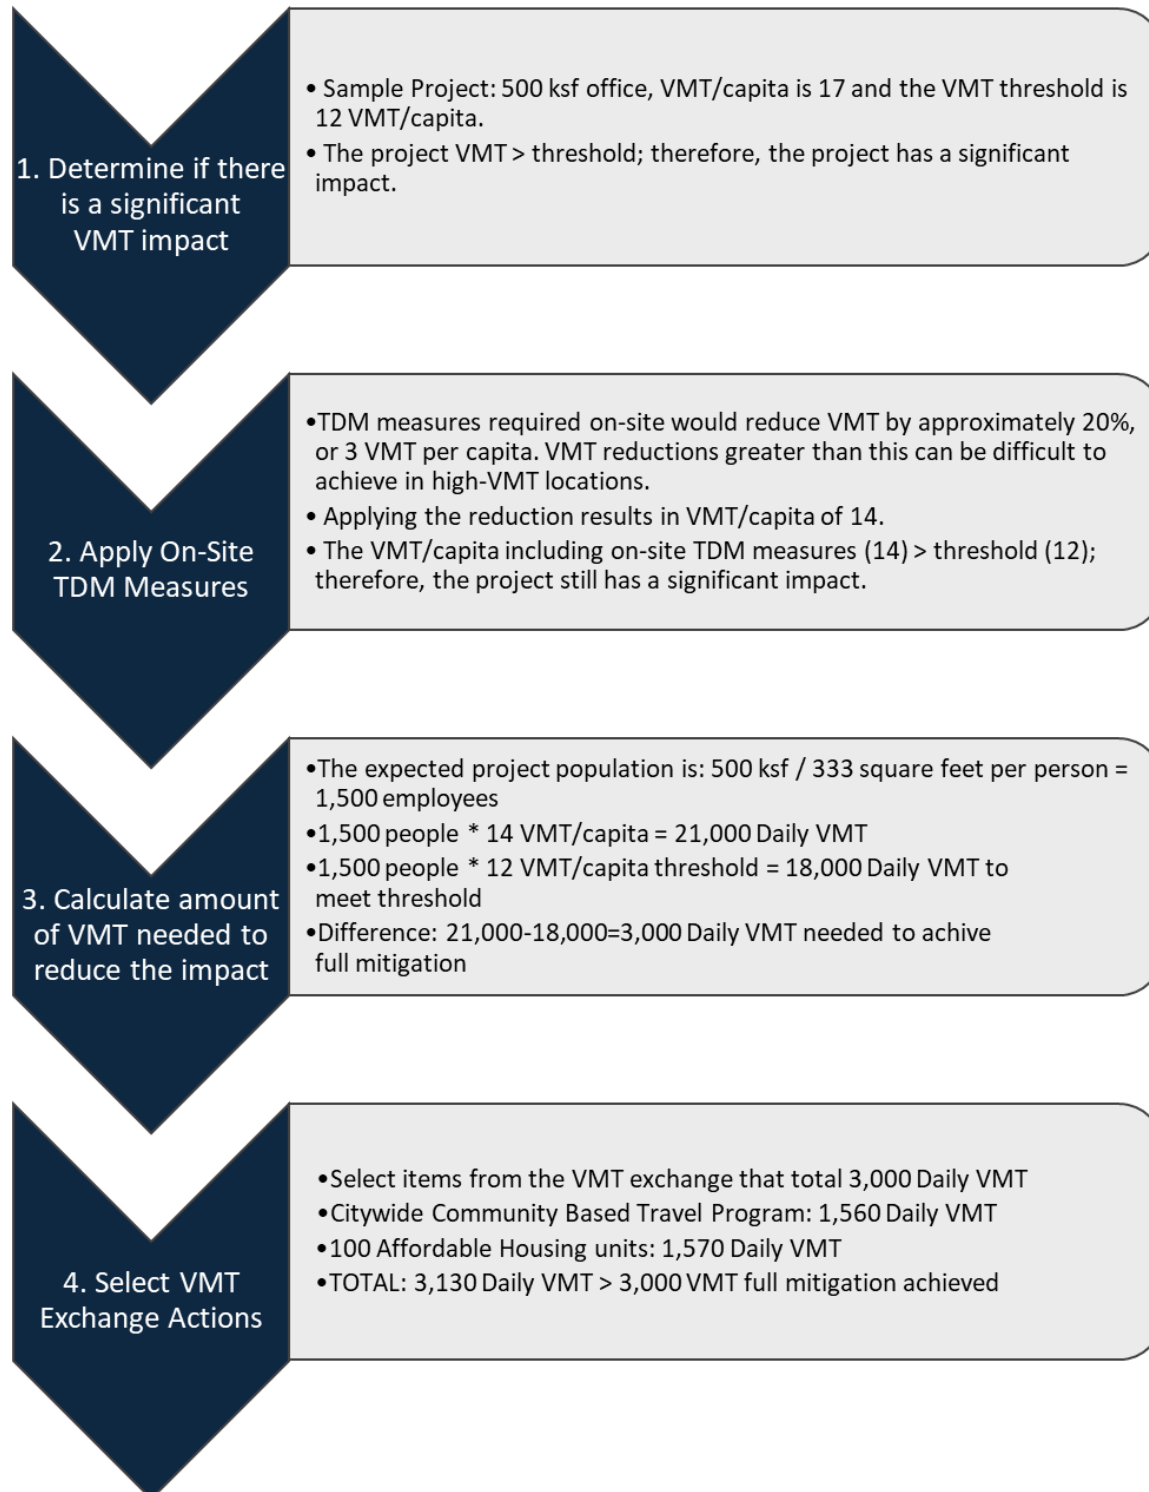 1. Determine if there
is a significant
VMT impact
• Sample Project: 500 ksf office, VMT/capita is 17 and the VMT threshold is
12 VMT/capita.
• The project VMT > threshold; therefore, the project has a significant
impact.
2. Apply On-Site
TDM Measures
•TDM measures required on-site would reduce VMT by approximately 20%,
or 3 VMT per capita. VMT reductions greater than this can be difficult to
achieve in high-VMT locations.
• Applying the reduction results in VMT/capita of 14.
• The VMT/capita including on-site TDM measures (14) > threshold (12);
therefore, the project still has a significant impact.
3. Calculate amount
of VMT needed to
reduce the impact
•The expected project population is: 500 ksf / 333 square feet per person =
1,500 employees
•1,500 people * 14 VMT/capita = 21,000 Daily VMT
•1,500 people * 12 VMT/capita threshold = 18,000 Daily VMT to
meet threshold
•Difference: 21,000-18,000=3,000 Daily VMT needed to achive
full mitigation
4. Select VMT
Exchange Actions
•Select items from the VMT exchange that total 3,000 Daily VMT
•Citywide Community Based Travel Program: 1,560 Daily VMT
•100 Affordable Housing units: 1,570 Daily VMT
•TOTAL: 3,130 Daily VMT > 3,000 VMT full mitigation achieved